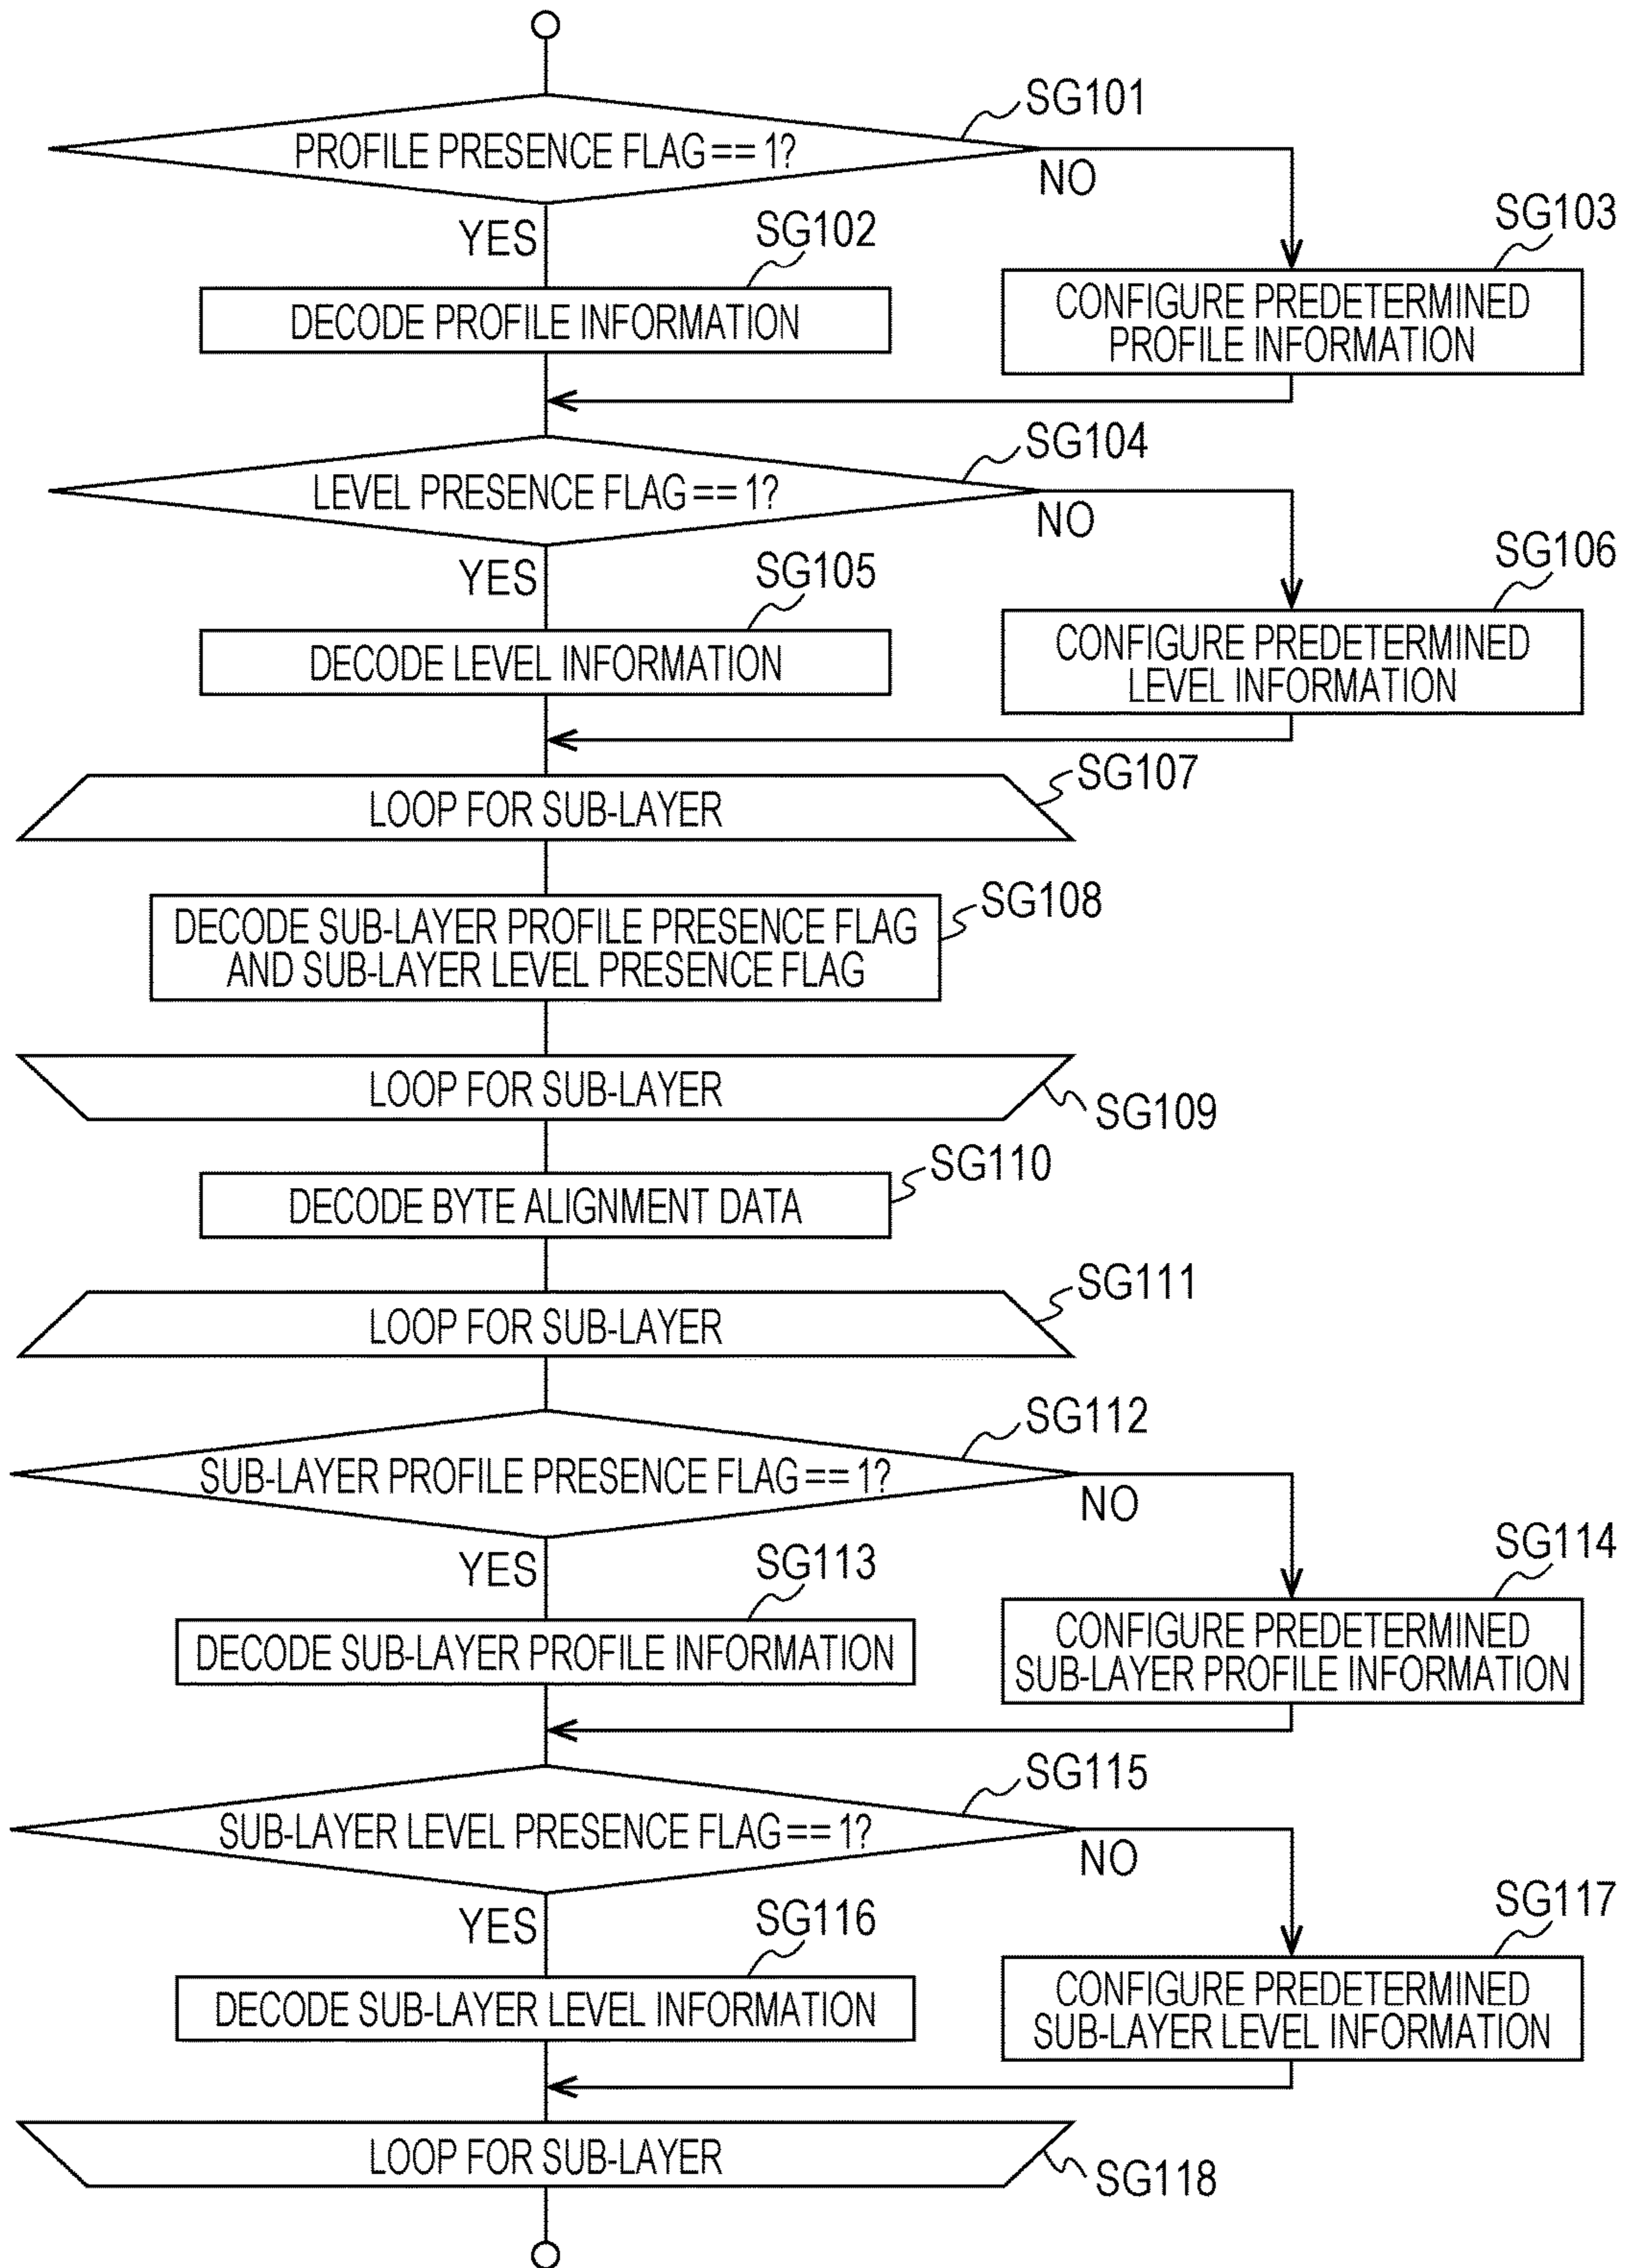 SG101
PROFILE PRESENCE FLAG == 1?
NO
YES
SG102
SG103
DECODE PROFILE INFORMATION
CONFIGURE PREDETERMINED
PROFILE INFORMATION
SG104
LEVEL PRESENCE FLAG == 1?
NO
YES
SG105
SG106
DECODE LEVEL INFORMATION
CONFIGURE PREDETERMINED
LEVEL INFORMATION
SG107
LOOP FOR SUB-LAYER
SG108
DECODE SUB-LAYER PROFILE PRESENCE FLAG
AND SUB-LAYER LEVEL PRESENCE FLAG
LOOP FOR SUB-LAYER
SG109
SG110
DECODE BYTE ALIGNMENT DATA
SG111
LOOP FOR SUB-LAYER
SG112
SUB-LAYER PROFILE PRESENCE FLAG == 1?
NO
YES
SG113
SG114
DECODE SUB-LAYER PROFILE INFORMATION
CONFIGURE PREDETERMINED
SUB-LAYER PROFILE INFORMATION
SG115
SUB-LAYER LEVEL PRESENCE FLAG == 1?
NO
YES
SG116
SG117
DECODE SUB-LAYER LEVEL INFORMATION
CONFIGURE PREDETERMINED
SUB-LAYER LEVEL INFORMATION
LOOP FOR SUB-LAYER
SG118